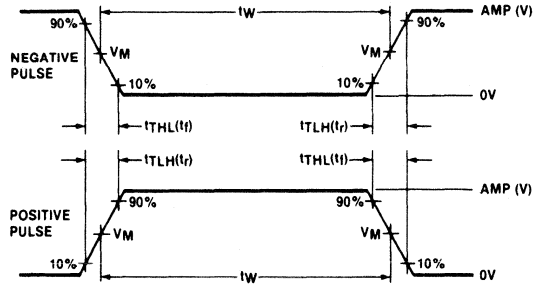 tW
AMP (V)
90%
90%
NEGATIVE
PULSE
VM
VM
10%
10%
0V
tTHL(tf)
tTLH(tr)
tTLH(tr)
tTHL(tf)
AMP (V)
POSITIVE
PULSE
90%
90%
VM
VM
10%
10%
tW
0V